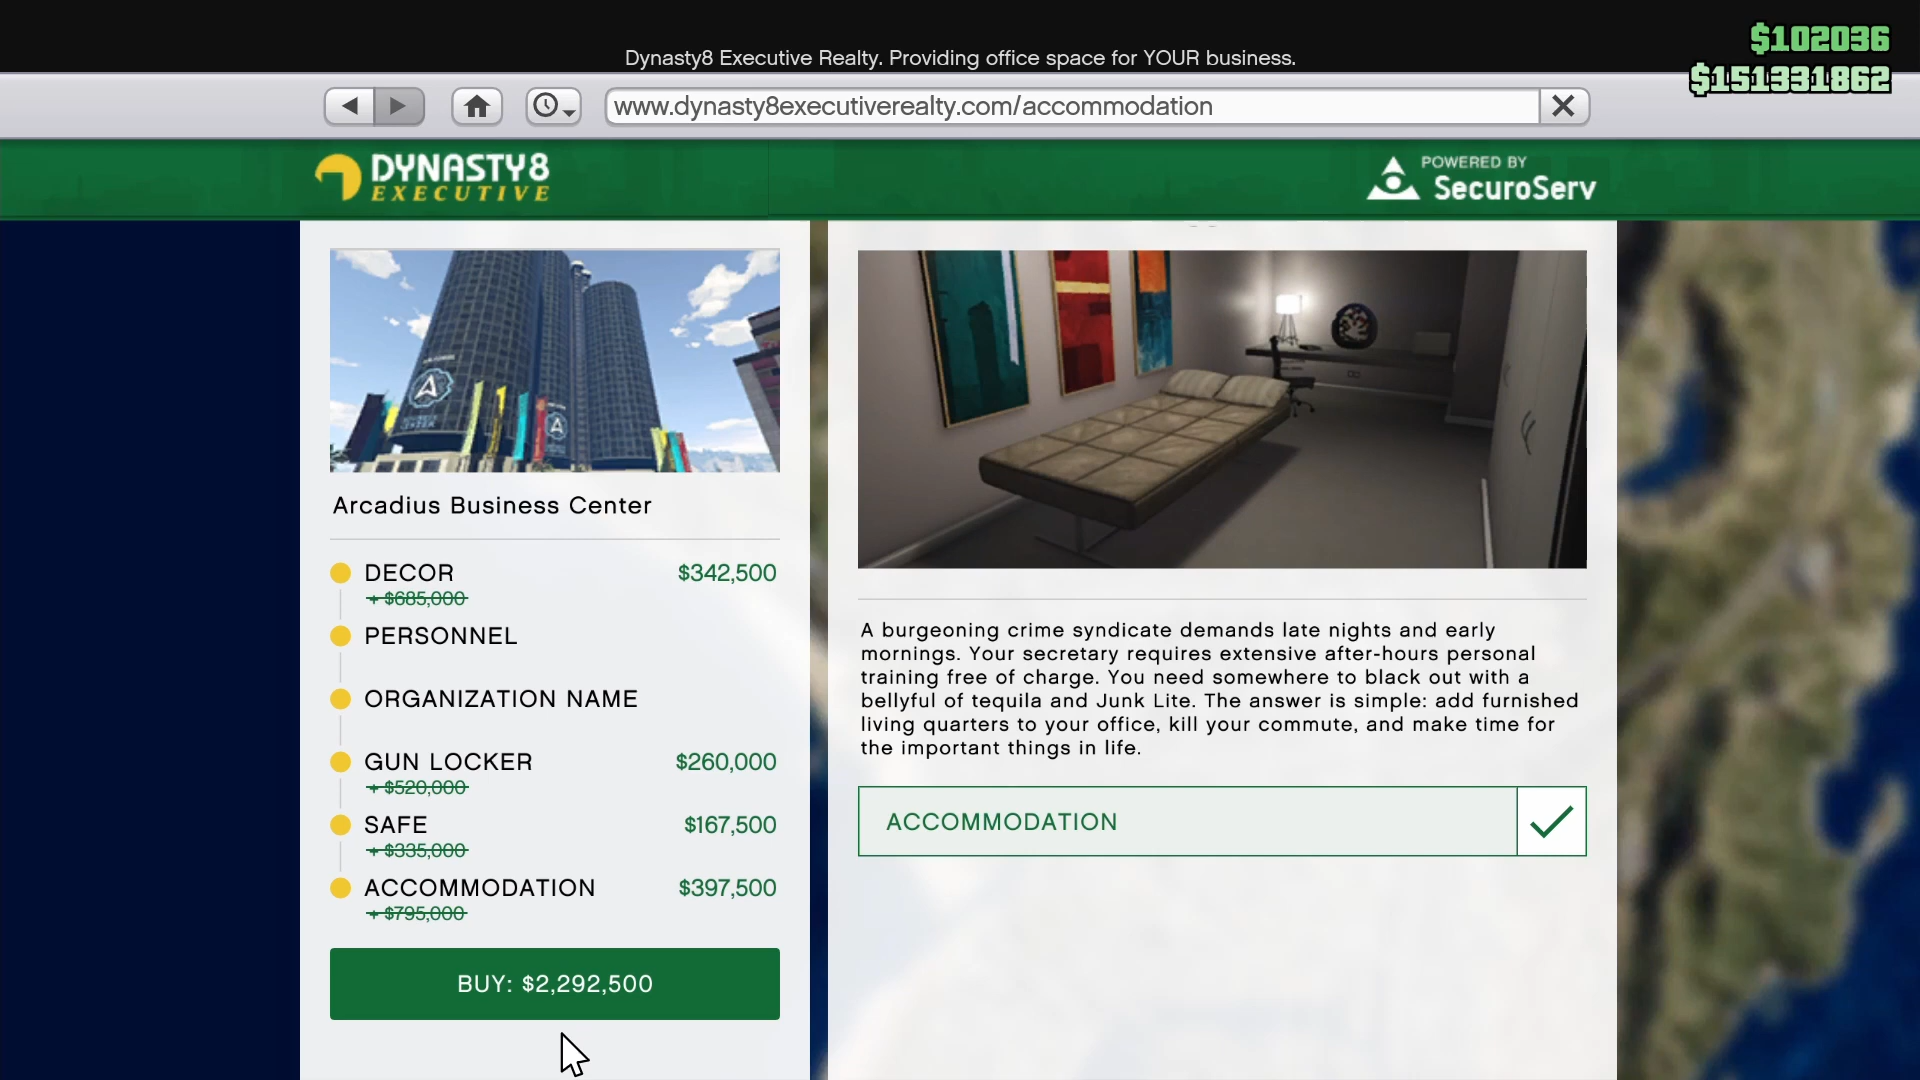 Dynasty8 Executive Realty. Providing office space for YOUR business.
$102036
$151331862
www.dynasty8executiverealty.com/accommodation
DYNASTY8
EXECUTIVE
POWERED BY
SecuroServ
Arcadius Business Center
DECOR $342,500
+ $685,000
PERSONNEL
ORGANIZATION NAME
GUN LOCKER $260,000
+ $520,000
SAFE $167,500
+ $335,000
ACCOMMODATION $397,500
+ $795,000
BUY: $2,292,500
A burgeoning crime syndicate demands late nights and early
mornings. Your secretary requires extensive after-hours personal
training free of charge. You need somewhere to black out with a
bellyful of tequila and Junk Lite. The answer is simple: add furnished
living quarters to your office, kill your commute, and make time for
the important things in life.
ACCOMMODATION